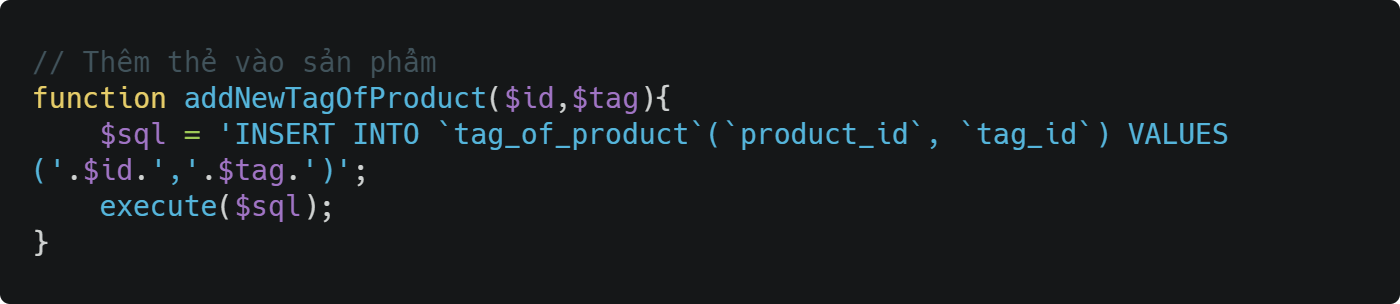 // Thêm thẻ vào sản phẩm
function addNewTagOfProduct($id,$tag){
    $sql = 'INSERT INTO `tag_of_product`(`product_id`, `tag_id`) VALUES
('.$id.','.$tag.')';
    execute($sql);
}